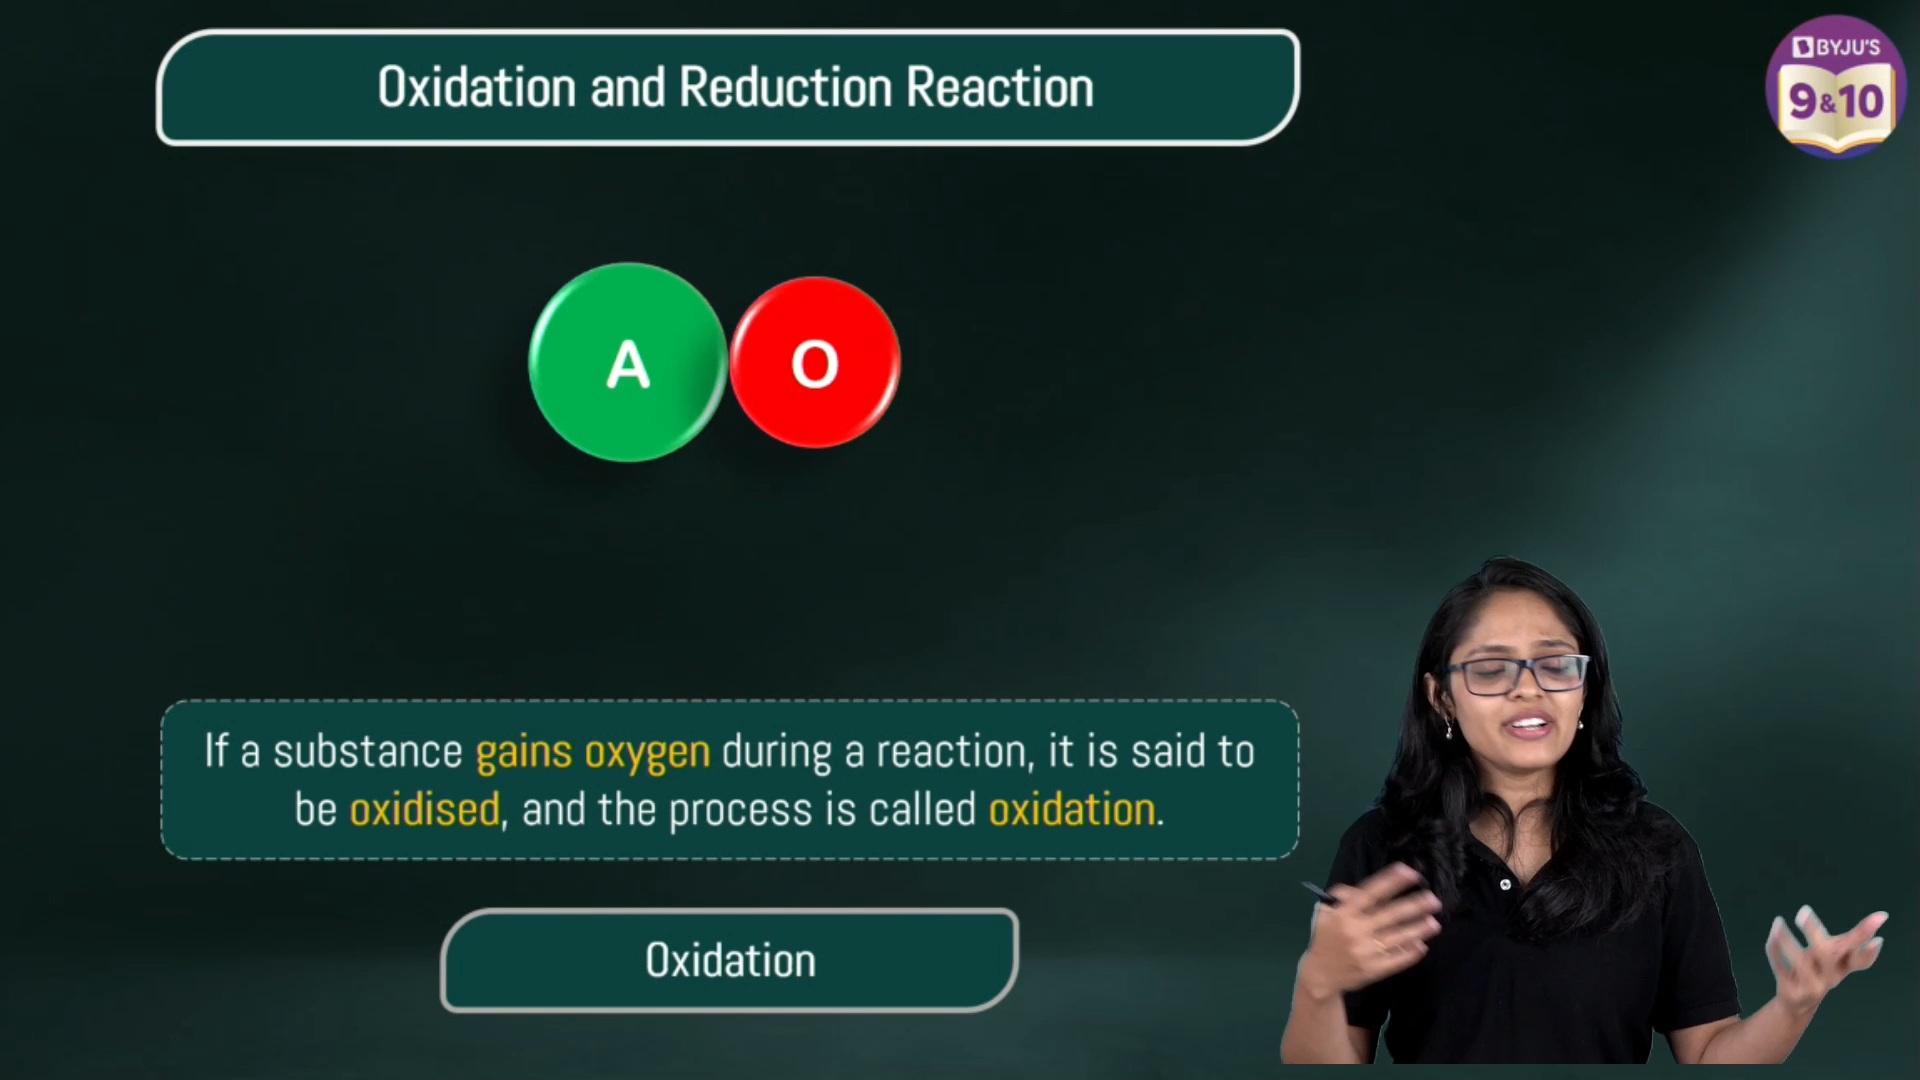 Oxidation and Reduction Reaction
BYJU'S
9&10
A O
If a substance gains oxygen during a reaction, it is said to
be oxidised, and the process is called oxidation.
Oxidation